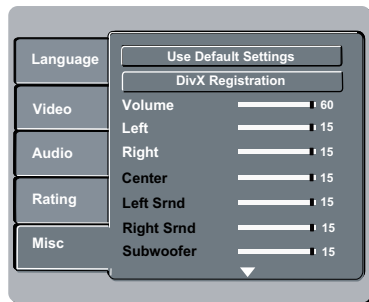 Language
Video
Audio
Rating
Misc
Use Default Settings
DivX Registration
Volume 60
Left 15
Right 15
Center 15
Left Srnd 15
Right Srnd 15
Subwoofer 15